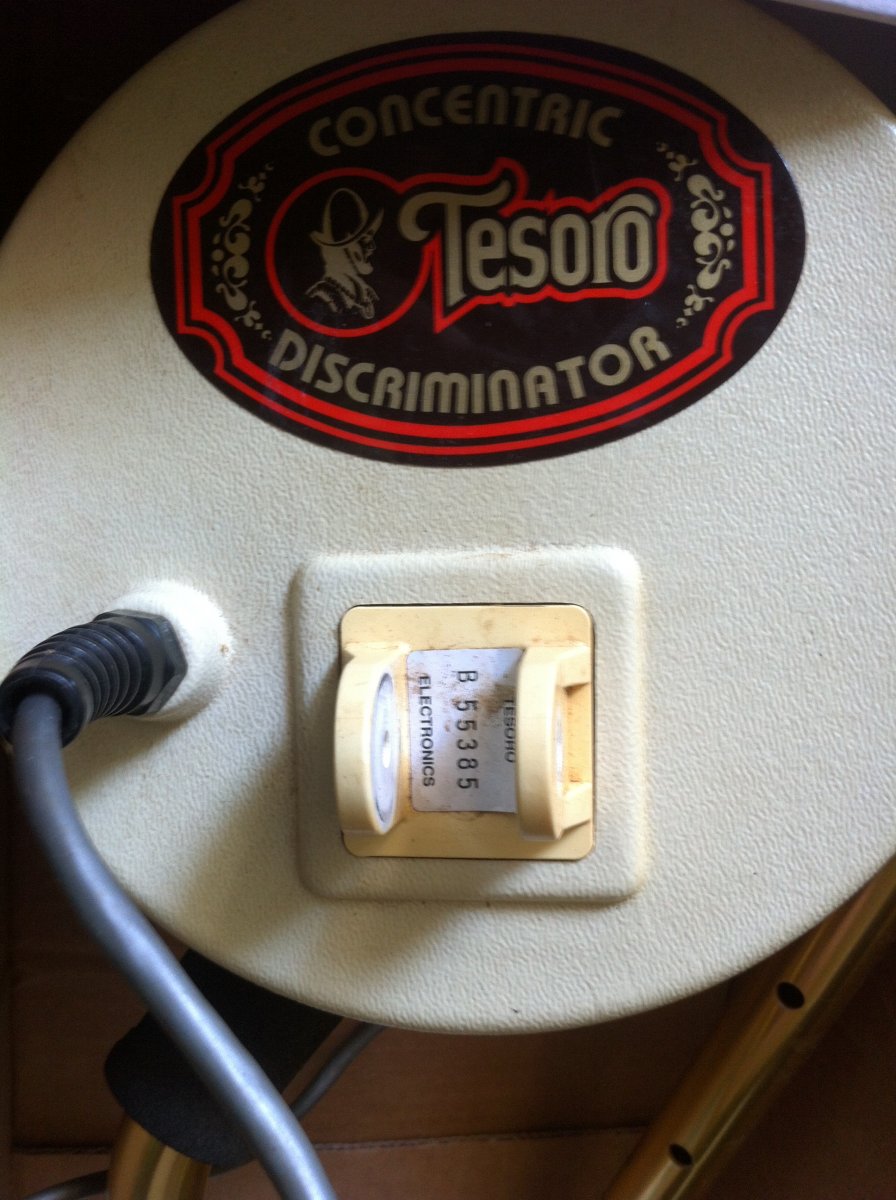 CONCENTRIC
Tesoro
DISCRIMINATOR
TESORO
B 55385
ELECTRONICS